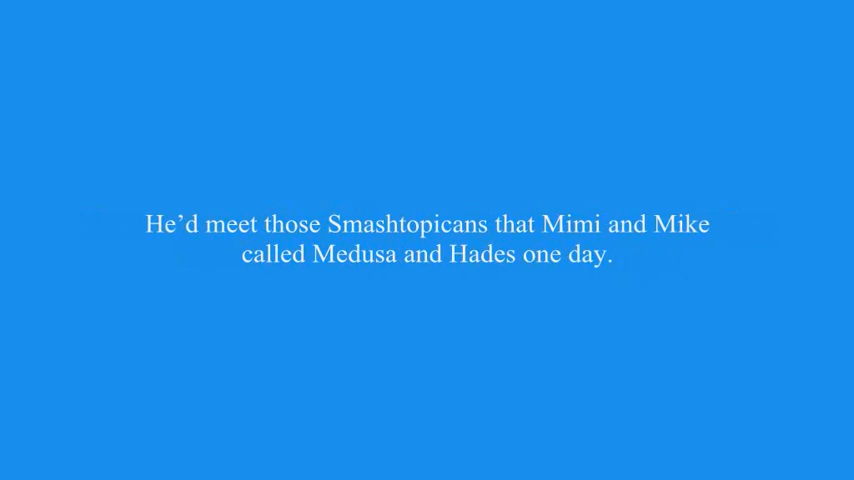 He’d meet those Smashtopicans that Mimi and Mike
called Medusa and Hades one day.